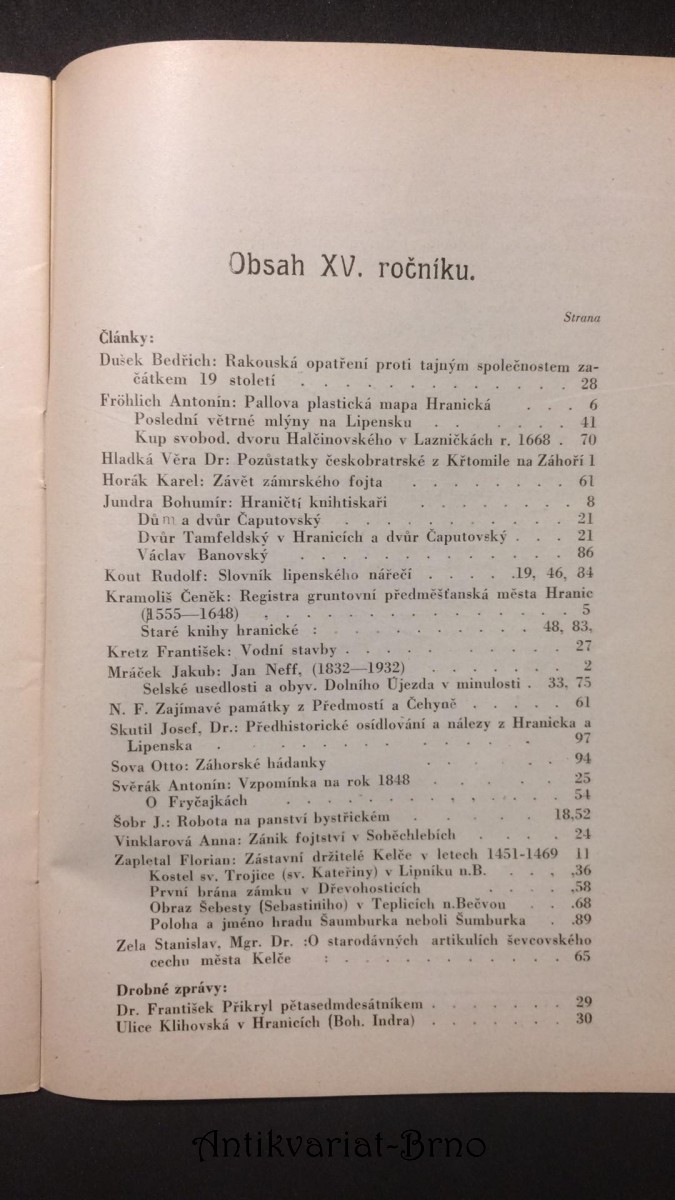 Obsah XV. ročníku.
Strana
Články:
Dušek Bedřich: Rakouská opatření proti tajným společnostem za-
čátkem 19 století . . . . . . . . . . . . 28
Fröhlich Antonín: Pallova plastická mapa Hranická . . . 6
Poslední větrné mlýny na Lipensku . . . . . . 41
Kup svobod. dvoru Halčinovského v Lazničkách r. 1668 . 70
Hladká Věra Dr: Pozůstatky českobratrské z Křtomile na Záhoří 1
Horák Karel: Závět zámrského fojta . . . . . . . 61
Jundra Bohumír: Hraničtí knihtiskaři . . . . . . . 8
Dům a dvůr Čaputovský . . . . . . . . . . 21
Dvůr Tamfeldský v Hranicích a dvůr Čaputovský . . . 21
Václav Banovský . . . . . . . . . . . . 86
Kout Rudolf: Slovník lipenského nářečí . . . . .19, 46, 84
Kramoliš Čeněk: Registra gruntovní předměšťanská města Hranic
(1555—1648) . . . . . . . . . . . . . 5
Staré knihy hranické : . . . . . . . . . 48, 83,
Kretz František: Vodní stavby . . . . . . . . . 27
Mráček Jakub: Jan Neff, (1832—1932) . . . . . . . 2
Selské usedlosti a obyv. Dolního Újezda v minulosti . 33, 75
N. F. Zajímavé památky z Předmostí a Čehyně . . . . 61
Skutil Josef, Dr.: Předhistorické osídlování a nálezy z Hranicka a
Lipenska . . . . . . . . . . . . . . 97
Sova Otto: Záhorské hádanky . . . . . . . . . 94
Svěrák Antonín: Vzpomínka na rok 1848 . . . . . . 25
O Fryčajkách . . . . . . . . . . . . 54
Šobr J.: Robota na panství bystřickém . . . . . . 18,52
Vinklarová Anna: Zánik fojtství v Soběchlebích . . . . 24
Zapletal Florian: Zástavní držitelé Kelče v letech 1451-1469 11
Kostel sv. Trojice (sv. Kateřiny) v Lipníku n.B. . . , ,36
První brána zámku v Dřevohosticích . . . . ,58
Obraz Šebesty (Sebastiniho) v Teplicích n.Bečvou . . .68
Poloha a jméno hradu Šaumburka neboli Šumburka . .89
Zela Stanislav, Mgr. Dr. :O starodávných artikulích ševcovského
cechu města Kelče : . . . . . . . . . . 65
Drobné zprávy:
Dr. František Přikryl pětasedmdesátníkem . . . . . . 29
Ulice Klihovská v Hranicích (Boh. Indra) . . . . . . . 30
Antikvariat-Brno